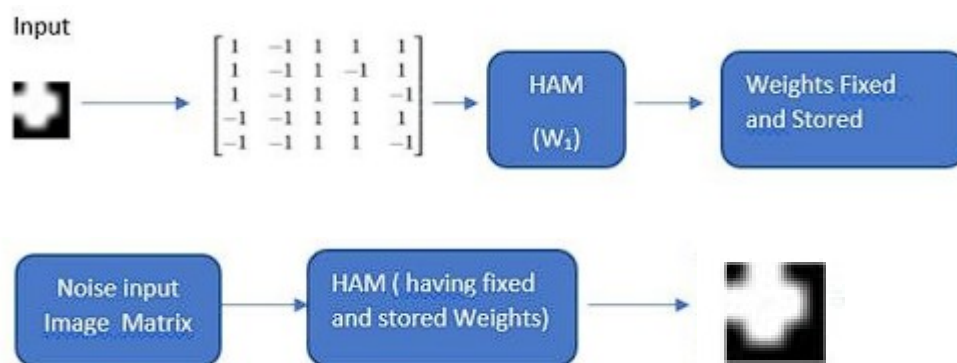 Input
1 −1 1 1 1
1 −1 1 −1 1
1 −1 1 1 −1
−1 −1 1 1 1
−1 −1 1 1 −1
HAM
(W₁)
Weights Fixed
and Stored
Noise input
Image Matrix
HAM ( having fixed
and stored Weights)